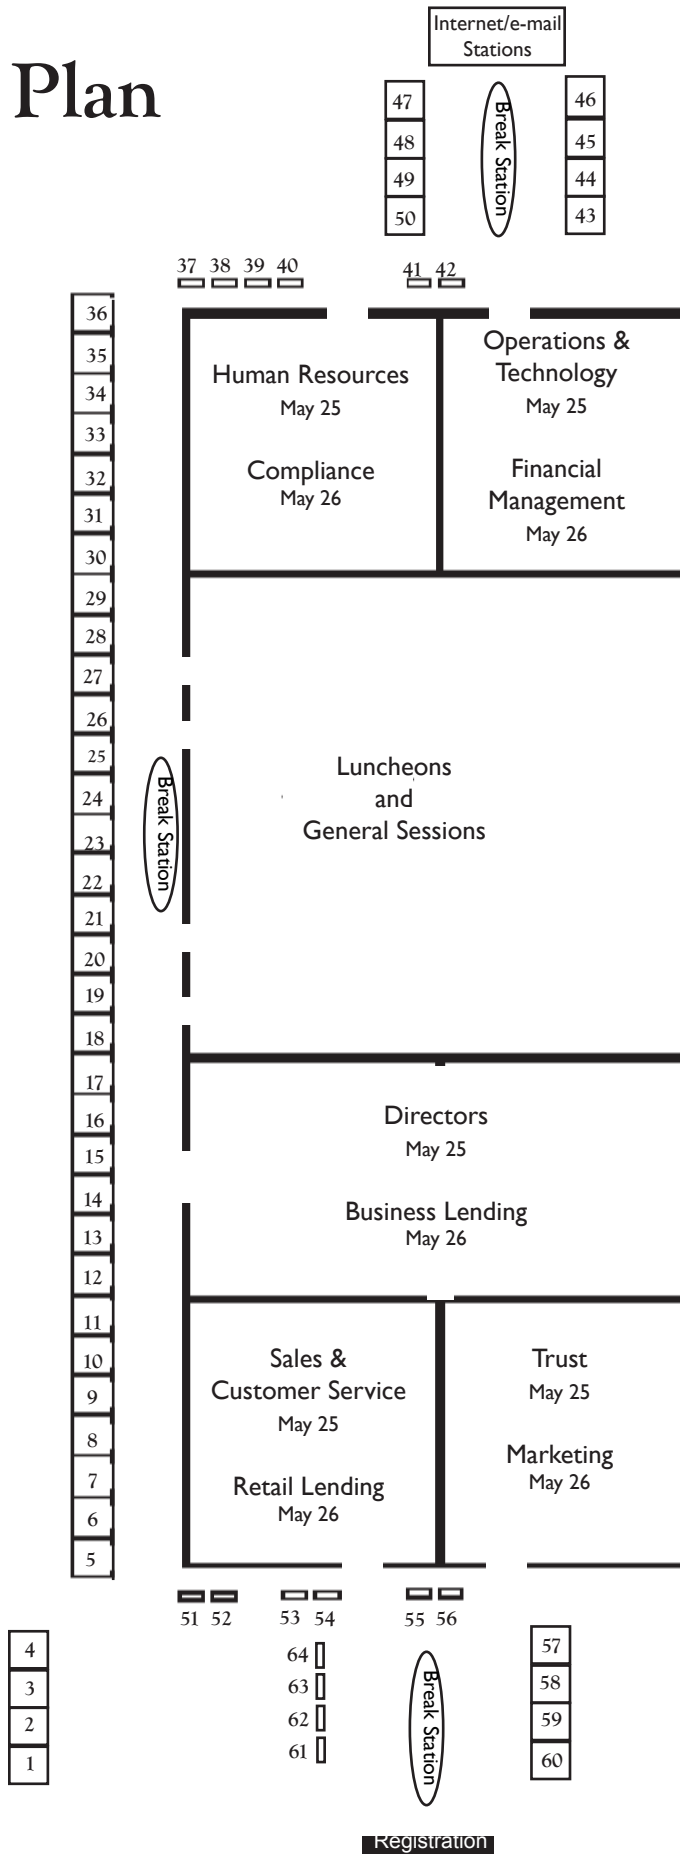 Internet/e-mail
Stations
Plan
47
46
48
45
49
44
50
43
Break Station
37 38 39 40
41 42
36
35
34
33
32
31
30
29
28
27
26
25
24
23
22
21
20
19
18
17
16
15
14
13
12
11
10
9
8
7
6
5
Human Resources
May 25
Compliance
May 26
Operations &
Technology
May 25
Financial
Management
May 26
Break Station
Luncheons
and
General Sessions
Directors
May 25
Business Lending
May 26
Sales &
Customer Service
May 25
Retail Lending
May 26
Trust
May 25
Marketing
May 26
51 52
53 54
55 56
4
3
2
1
64
63
62
61
Break Station
57
58
59
60
Registration